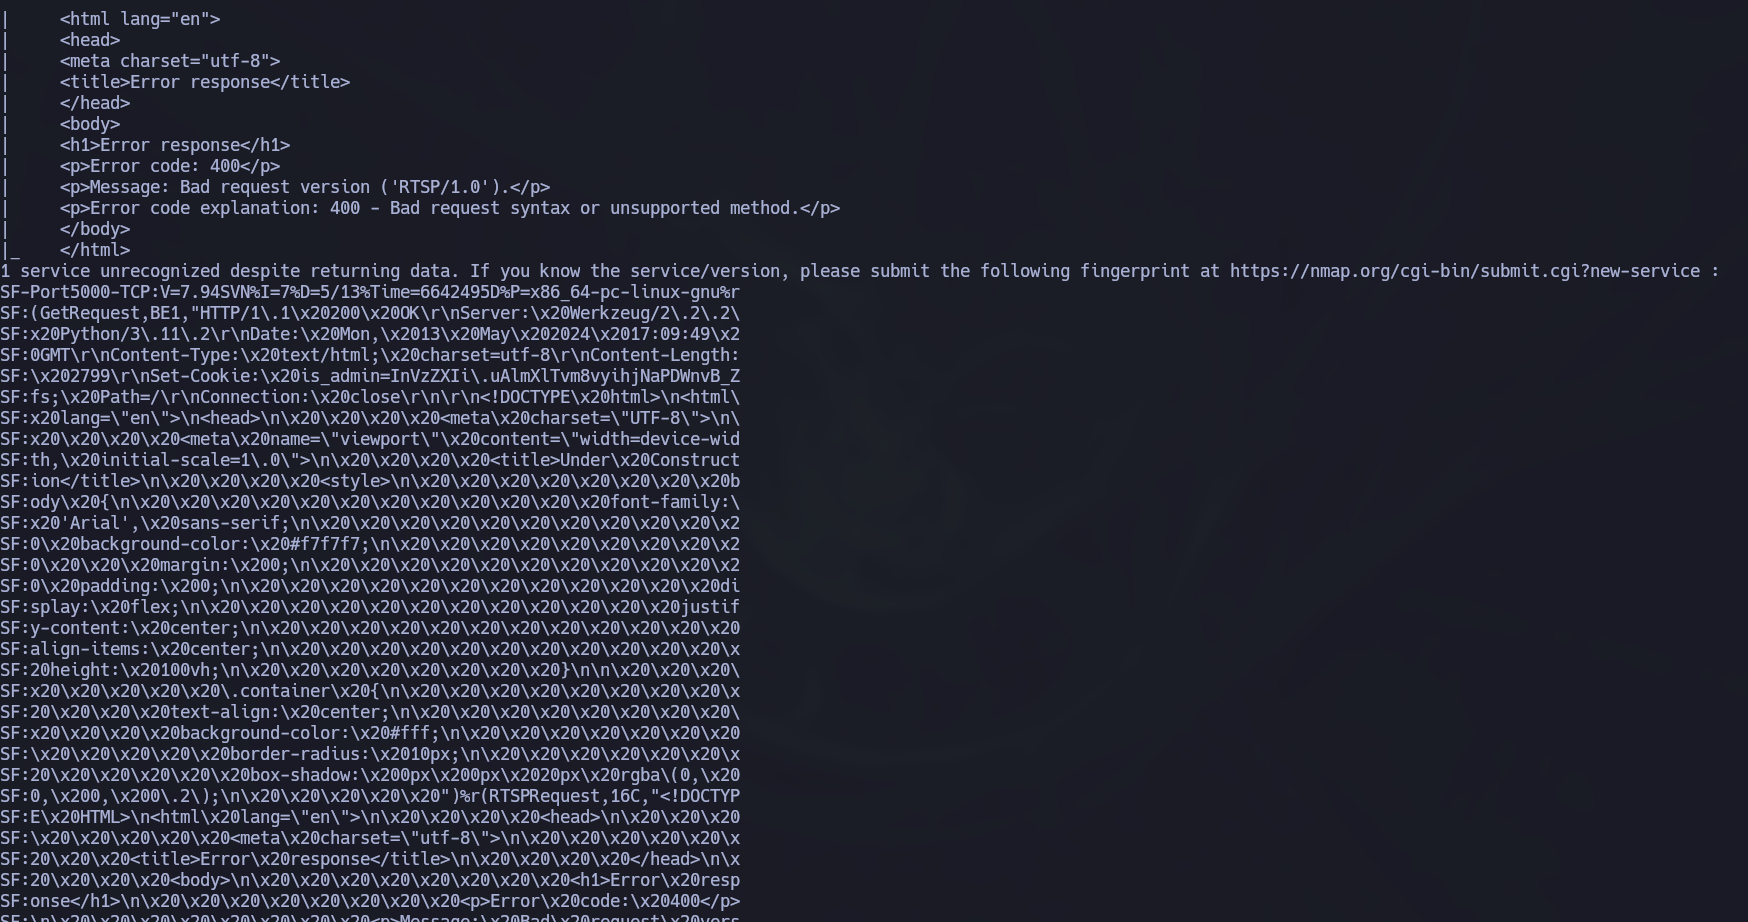 |     <html lang="en">
|     <head>
|     <meta charset="utf-8">
|     <title>Error response</title>
|     </head>
|     <body>
|     <h1>Error response</h1>
|     <p>Error code: 400</p>
|     <p>Message: Bad request version ('RTSP/1.0').</p>
|     <p>Error code explanation: 400 - Bad request syntax or unsupported method.</p>
|     </body>
|_    </html>
1 service unrecognized despite returning data. If you know the service/version, please submit the following fingerprint at https://nmap.org/cgi-bin/submit.cgi?new-service :
SF-Port5000-TCP:V=7.94SVN%I=7%D=5/13%Time=6642495D%P=x86_64-pc-linux-gnu%r
SF:(GetRequest,BE1,"HTTP/1\.1\x20200\x20OK\r\nServer:\x20Werkzeug/2\.2\.2\
SF:x20Python/3\.11\.2\r\nDate:\x20Mon,\x2013\x20May\x202024\x2017:09:49\x2
SF:0GMT\r\nContent-Type:\x20text/html;\x20charset=utf-8\r\nContent-Length:
SF:\x202799\r\nSet-Cookie:\x20is_admin=InVzZXIi\.uAlmXlTvm8vyihjNaPDWnvB_Z
SF:fs;\x20Path=/\r\nConnection:\x20close\r\n\r\n<!DOCTYPE\x20html>\n<html\
SF:x20lang=\"en\">\n<head>\n\x20\x20\x20\x20<meta\x20charset=\"UTF-8\">\n\
SF:x20\x20\x20\x20<meta\x20name=\"viewport\"\x20content=\"width=device-wid
SF:th,\x20initial-scale=1\.0\">\n\x20\x20\x20\x20<title>Under\x20Construct
SF:ion</title>\n\x20\x20\x20\x20<style>\n\x20\x20\x20\x20\x20\x20\x20\x20b
SF:ody\x20{\n\x20\x20\x20\x20\x20\x20\x20\x20\x20\x20\x20\x20font-family:\
SF:x20'Arial',\x20sans-serif;\n\x20\x20\x20\x20\x20\x20\x20\x20\x20\x20\x2
SF:0\x20background-color:\x20#f7f7f7;\n\x20\x20\x20\x20\x20\x20\x20\x20\x2
SF:0\x20\x20\x20margin:\x200;\n\x20\x20\x20\x20\x20\x20\x20\x20\x20\x20\x2
SF:0\x20padding:\x200;\n\x20\x20\x20\x20\x20\x20\x20\x20\x20\x20\x20\x20di
SF:splay:\x20flex;\n\x20\x20\x20\x20\x20\x20\x20\x20\x20\x20\x20\x20justif
SF:y-content:\x20center;\n\x20\x20\x20\x20\x20\x20\x20\x20\x20\x20\x20\x20
SF:align-items:\x20center;\n\x20\x20\x20\x20\x20\x20\x20\x20\x20\x20\x20\x
SF:20height:\x20100vh;\n\x20\x20\x20\x20\x20\x20\x20\x20}\n\n\x20\x20\x20\
SF:x20\x20\x20\x20\x20\.container\x20{\n\x20\x20\x20\x20\x20\x20\x20\x20\x
SF:20\x20\x20\x20text-align:\x20center;\n\x20\x20\x20\x20\x20\x20\x20\x20\
SF:x20\x20\x20\x20background-color:\x20#fff;\n\x20\x20\x20\x20\x20\x20\x20
SF:\x20\x20\x20\x20\x20border-radius:\x2010px;\n\x20\x20\x20\x20\x20\x20\x
SF:20\x20\x20\x20\x20\x20box-shadow:\x200px\x200px\x2020px\x20rgba\(0,\x20
SF:0,\x200,\x200\.2\);\n\x20\x20\x20\x20\x20")%r(RTSPRequest,16C,"<!DOCTYP
SF:E\x20HTML>\n<html\x20lang=\"en\">\n\x20\x20\x20\x20<head>\n\x20\x20\x20
SF:\x20\x20\x20\x20\x20<meta\x20charset=\"utf-8\">\n\x20\x20\x20\x20\x20\x
SF:20\x20\x20<title>Error\x20response</title>\n\x20\x20\x20\x20</head>\n\x
SF:20\x20\x20\x20<body>\n\x20\x20\x20\x20\x20\x20\x20\x20<h1>Error\x20resp
SF:onse</h1>\n\x20\x20\x20\x20\x20\x20\x20\x20<p>Error\x20code:\x20400</p>
SF:\n\x20\x20\x20\x20\x20\x20\x20\x20<p>Message:\x20Bad\x20request\x20vers